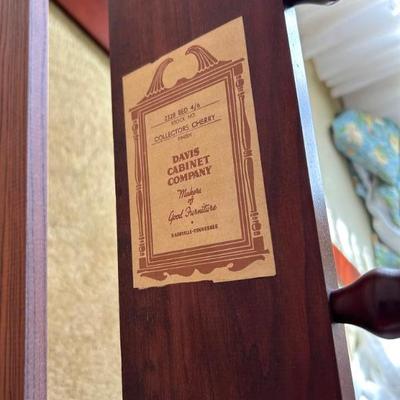 2328 BED 4/6
STOCK NO.
COLLECTORS CHERRY
FINISH
DAVIS
CABINET
COMPANY
Makers
of
Good Furniture
NASHVILLE-TENNESSEE